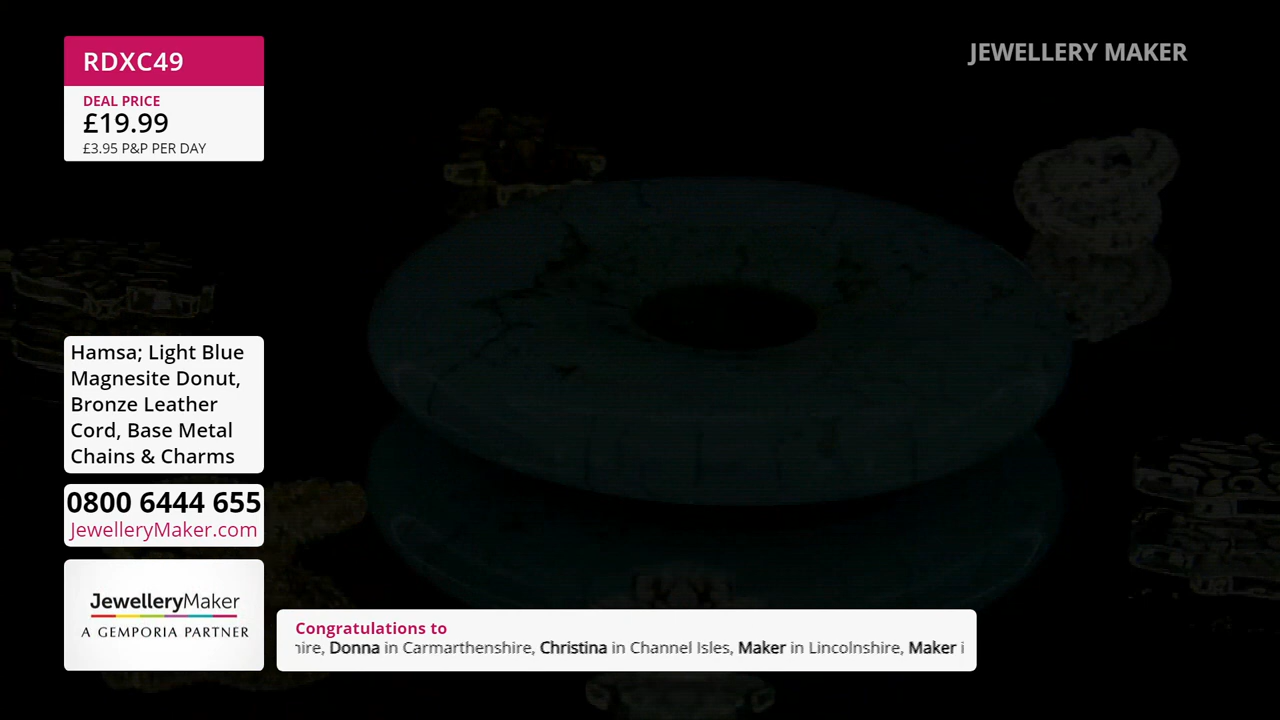 RDXC49
DEAL PRICE
£19.99
£3.95 P&P PER DAY
JEWELLERY MAKER
Hamsa; Light Blue
Magnesite Donut,
Bronze Leather
Cord, Base Metal
Chains & Charms
0800 6444 655
JewelleryMaker.com
JewelleryMaker
A GEMPORIA PARTNER
Congratulations to
hire, Donna in Carmarthenshire, Christina in Channel Isles, Maker in Lincolnshire, Maker i